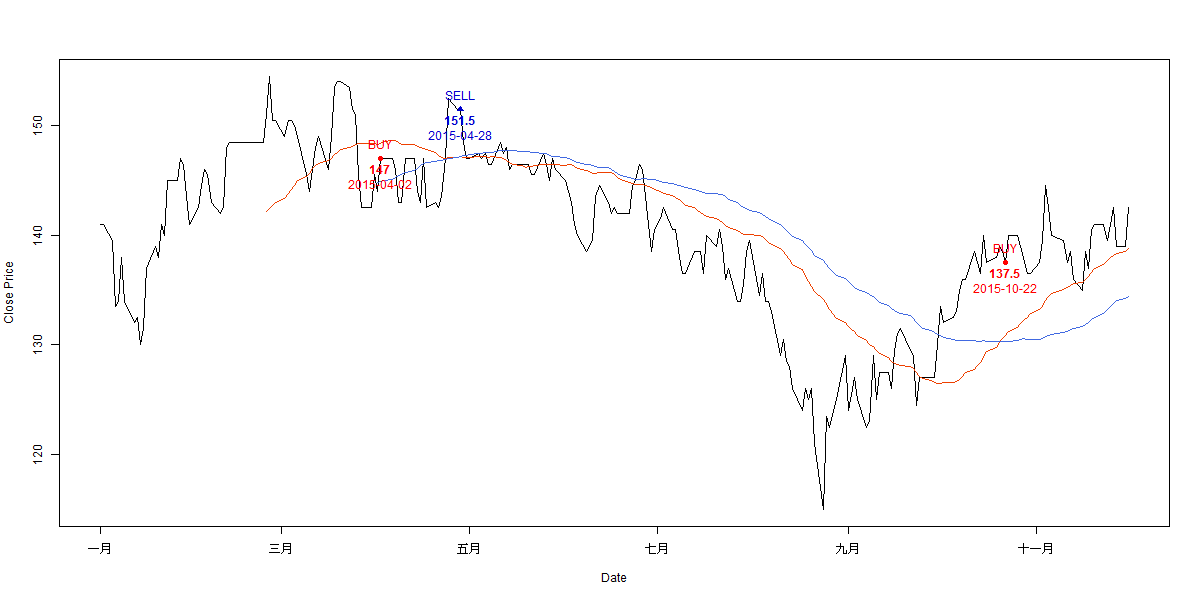 SELL
151.5
2015-04-28
BUY
147
2015-04-02
BUY
137.5
2015-10-22
Close Price
150
140
130
120
一月
三月
五月
七月
九月
十一月
Date